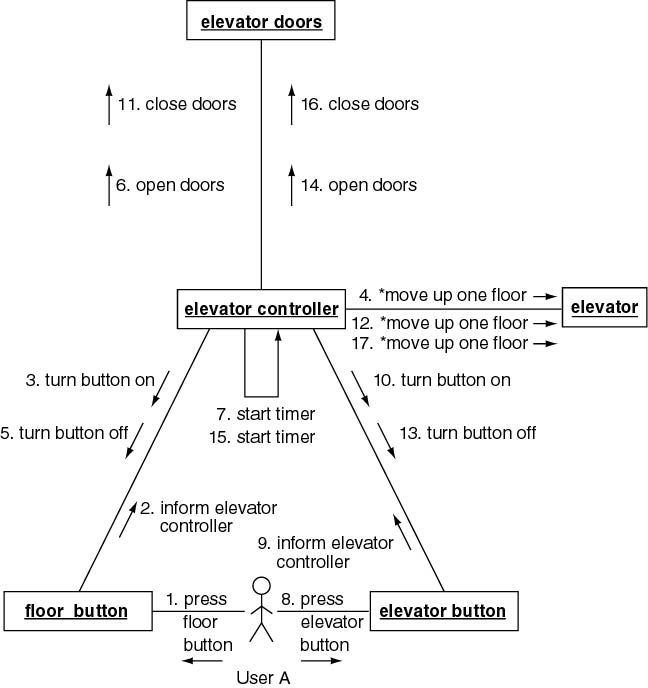 elevator doors
11. close doors
16. close doors
6. open doors
14. open doors
elevator controller
4. *move up one floor
elevator
12. *move up one floor
17. *move up one floor
3. turn button on
10. turn button on
7. start timer
5. turn button off
15. start timer
13. turn button off
2. inform elevator
controller
9. inform elevator
controller
floor button
1. press
floor
button
8. press
elevator
button
elevator button
User A